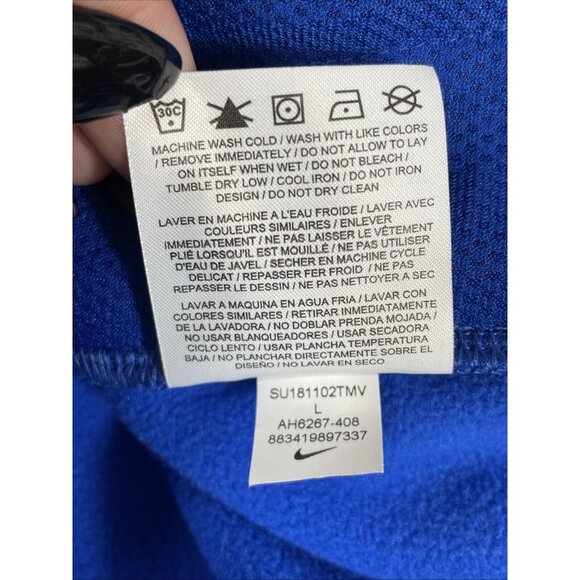 30C
MACHINE WASH COLD / WASH WITH LIKE COLORS
/ REMOVE IMMEDIATELY / DO NOT ALLOW TO LAY
ON ITSELF WHEN WET / DO NOT BLEACH /
TUMBLE DRY LOW / COOL IRON / DO NOT IRON
DESIGN / DO NOT DRY CLEAN
LAVER EN MACHINE A L'EAU FROIDE / LAVER AVEC
COULEURS SIMILAIRES / ENLEVER
IMMEDIATEMENT / NE PAS LAISSER LE VÊTEMENT
PLIÉ LORSQU'IL EST MOUILLÉ / NE PAS UTILISER
D'EAU DE JAVEL / SECHER EN MACHINE CYCLE
DELICAT / REPASSER FER FROID / NE PAS
REPASSER LE DESSIN / NE PAS NETTOYER A SEC
LAVAR A MAQUINA EN AGUA FRIA / LAVAR CON
COLORES SIMILARES / RETIRAR INMEDIATAMENTE
DE LA LAVADORA / NO DOBLAR PRENDA MOJADA /
NO USAR BLANQUEADORES / USAR SECADORA
CICLO LENTO / USAR PLANCHA TEMPERATURA
BAJA / NO PLANCHAR DIRECTAMENTE SOBRE EL
DISEÑO / NO LAVAR EN SECO
SU181102TMV
L
AH6267-408
883419897337